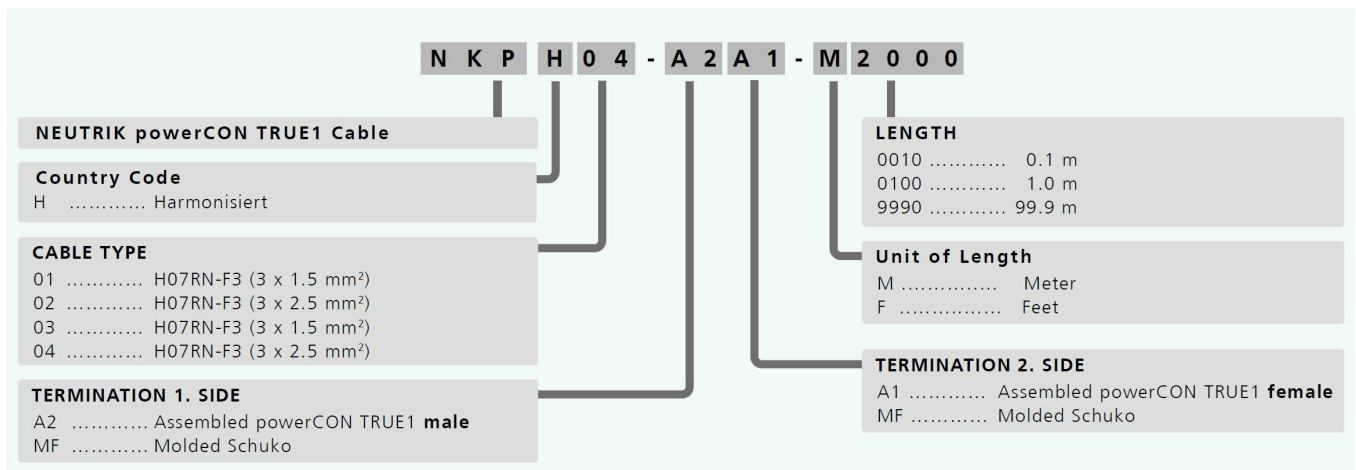 NKP H04-A2A1-M2000
NEUTRIK powerCON TRUE1 Cable
Country Code
H ............ Harmonisiert
CABLE TYPE
01 ............ H07RN-F3 (3 x 1.5 mm²)
02 ............ H07RN-F3 (3 x 2.5 mm²)
03 ............ H07RN-F3 (3 x 1.5 mm²)
04 ............ H07RN-F3 (3 x 2.5 mm²)
TERMINATION 1. SIDE
A2 ............ Assembled powerCON TRUE1 male
MF ............ Molded Schuko
LENGTH
0010 ............ 0.1 m
0100 ............ 1.0 m
9990 ............ 99.9 m
Unit of Length
M ............... Meter
F ................ Feet
TERMINATION 2. SIDE
A1 ............ Assembled powerCON TRUE1 female
MF ............ Molded Schuko